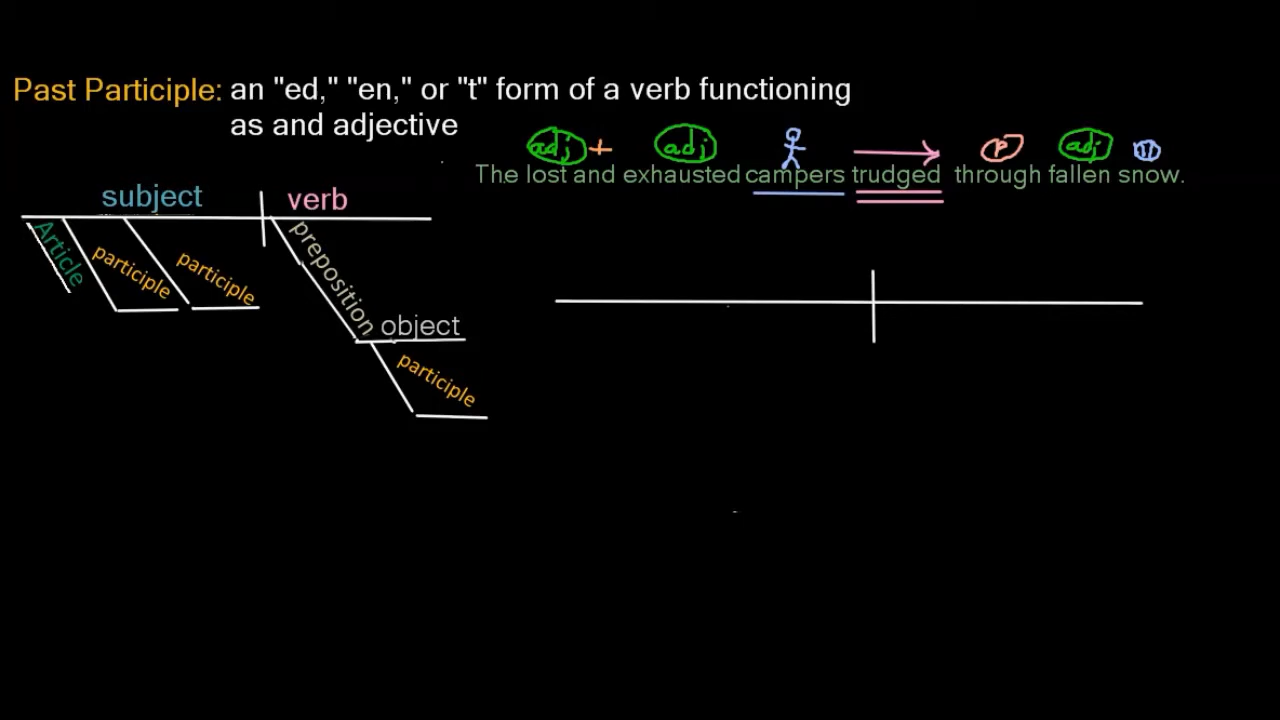 Past Participle: an "ed," "en," or "t" form of a verb functioning
as and adjective
adj + adj p adj n
The lost and exhausted campers trudged through fallen snow.
subject verb
Article participle participle preposition
object
participle